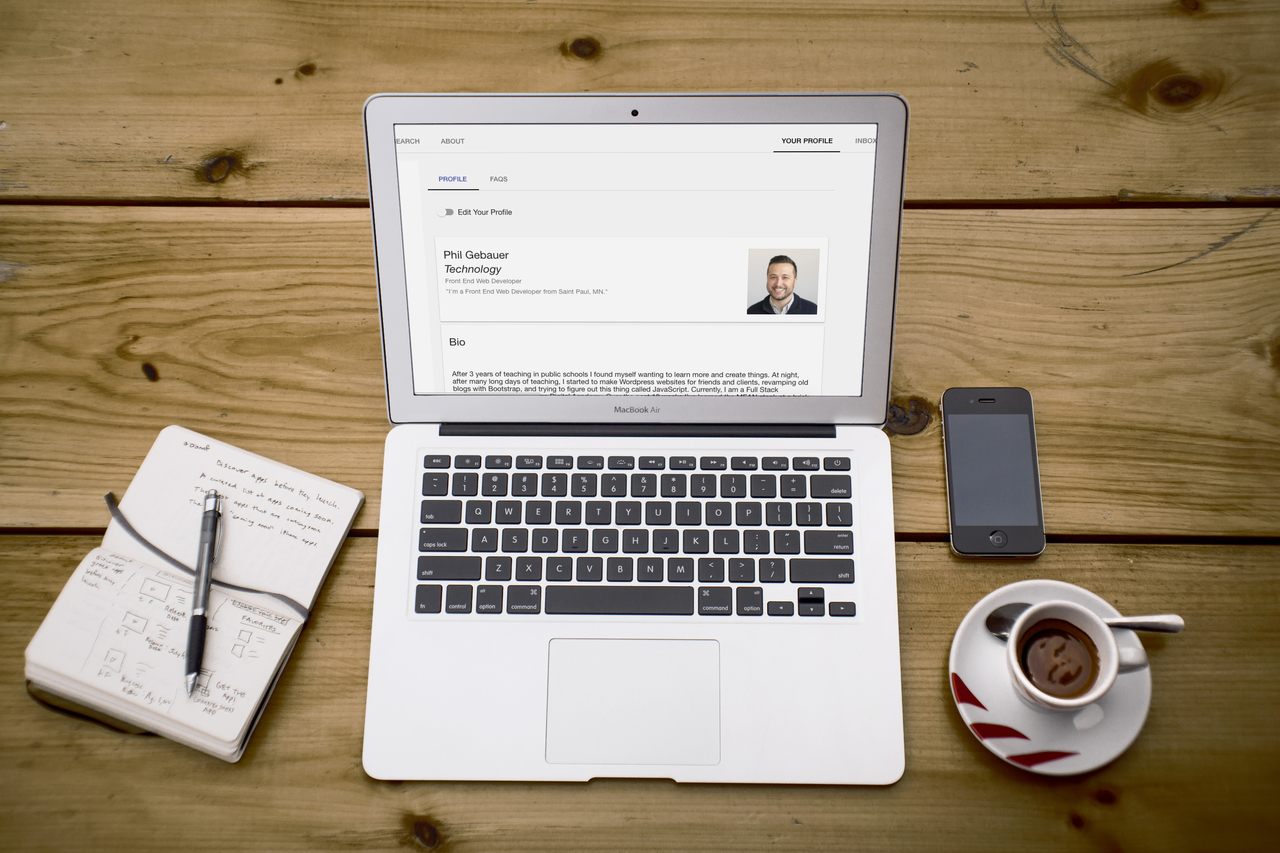 EARCH ABOUT YOUR PROFILE INBOX
PROFILE FAQS
Edit Your Profile
Phil Gebauer
Technology
Front End Web Developer
"I'm a Front End Web Developer from Saint Paul, MN."
Bio
After 3 years of teaching in public schools I found myself wanting to learn more and create things. At night,
after many long days of teaching, I started to make Wordpress websites for friends and clients, revamping old
blogs with Bootstrap, and trying to figure out this thing called JavaScript. Currently, I am a Full Stack
MacBook Air
esc
~ ! @ # $ % ^ & * ( ) _ +
` 1 2 3 4 5 6 7 8 9 0 - = delete
tab Q W E R T Y U I O P { [ } ] | \
caps lock A S D F G H J K L : ; " ' enter return
shift Z X C V B N M < , > . ? / shift
fn control alt option ⌘ command ⌘ command alt option
Discover apps before they launch.
A curated list of apps coming soon.
The apps that are coming soon
"coming soon" iPhone apps
FAVORITES
RELEASE
DATE
GET THE
APP